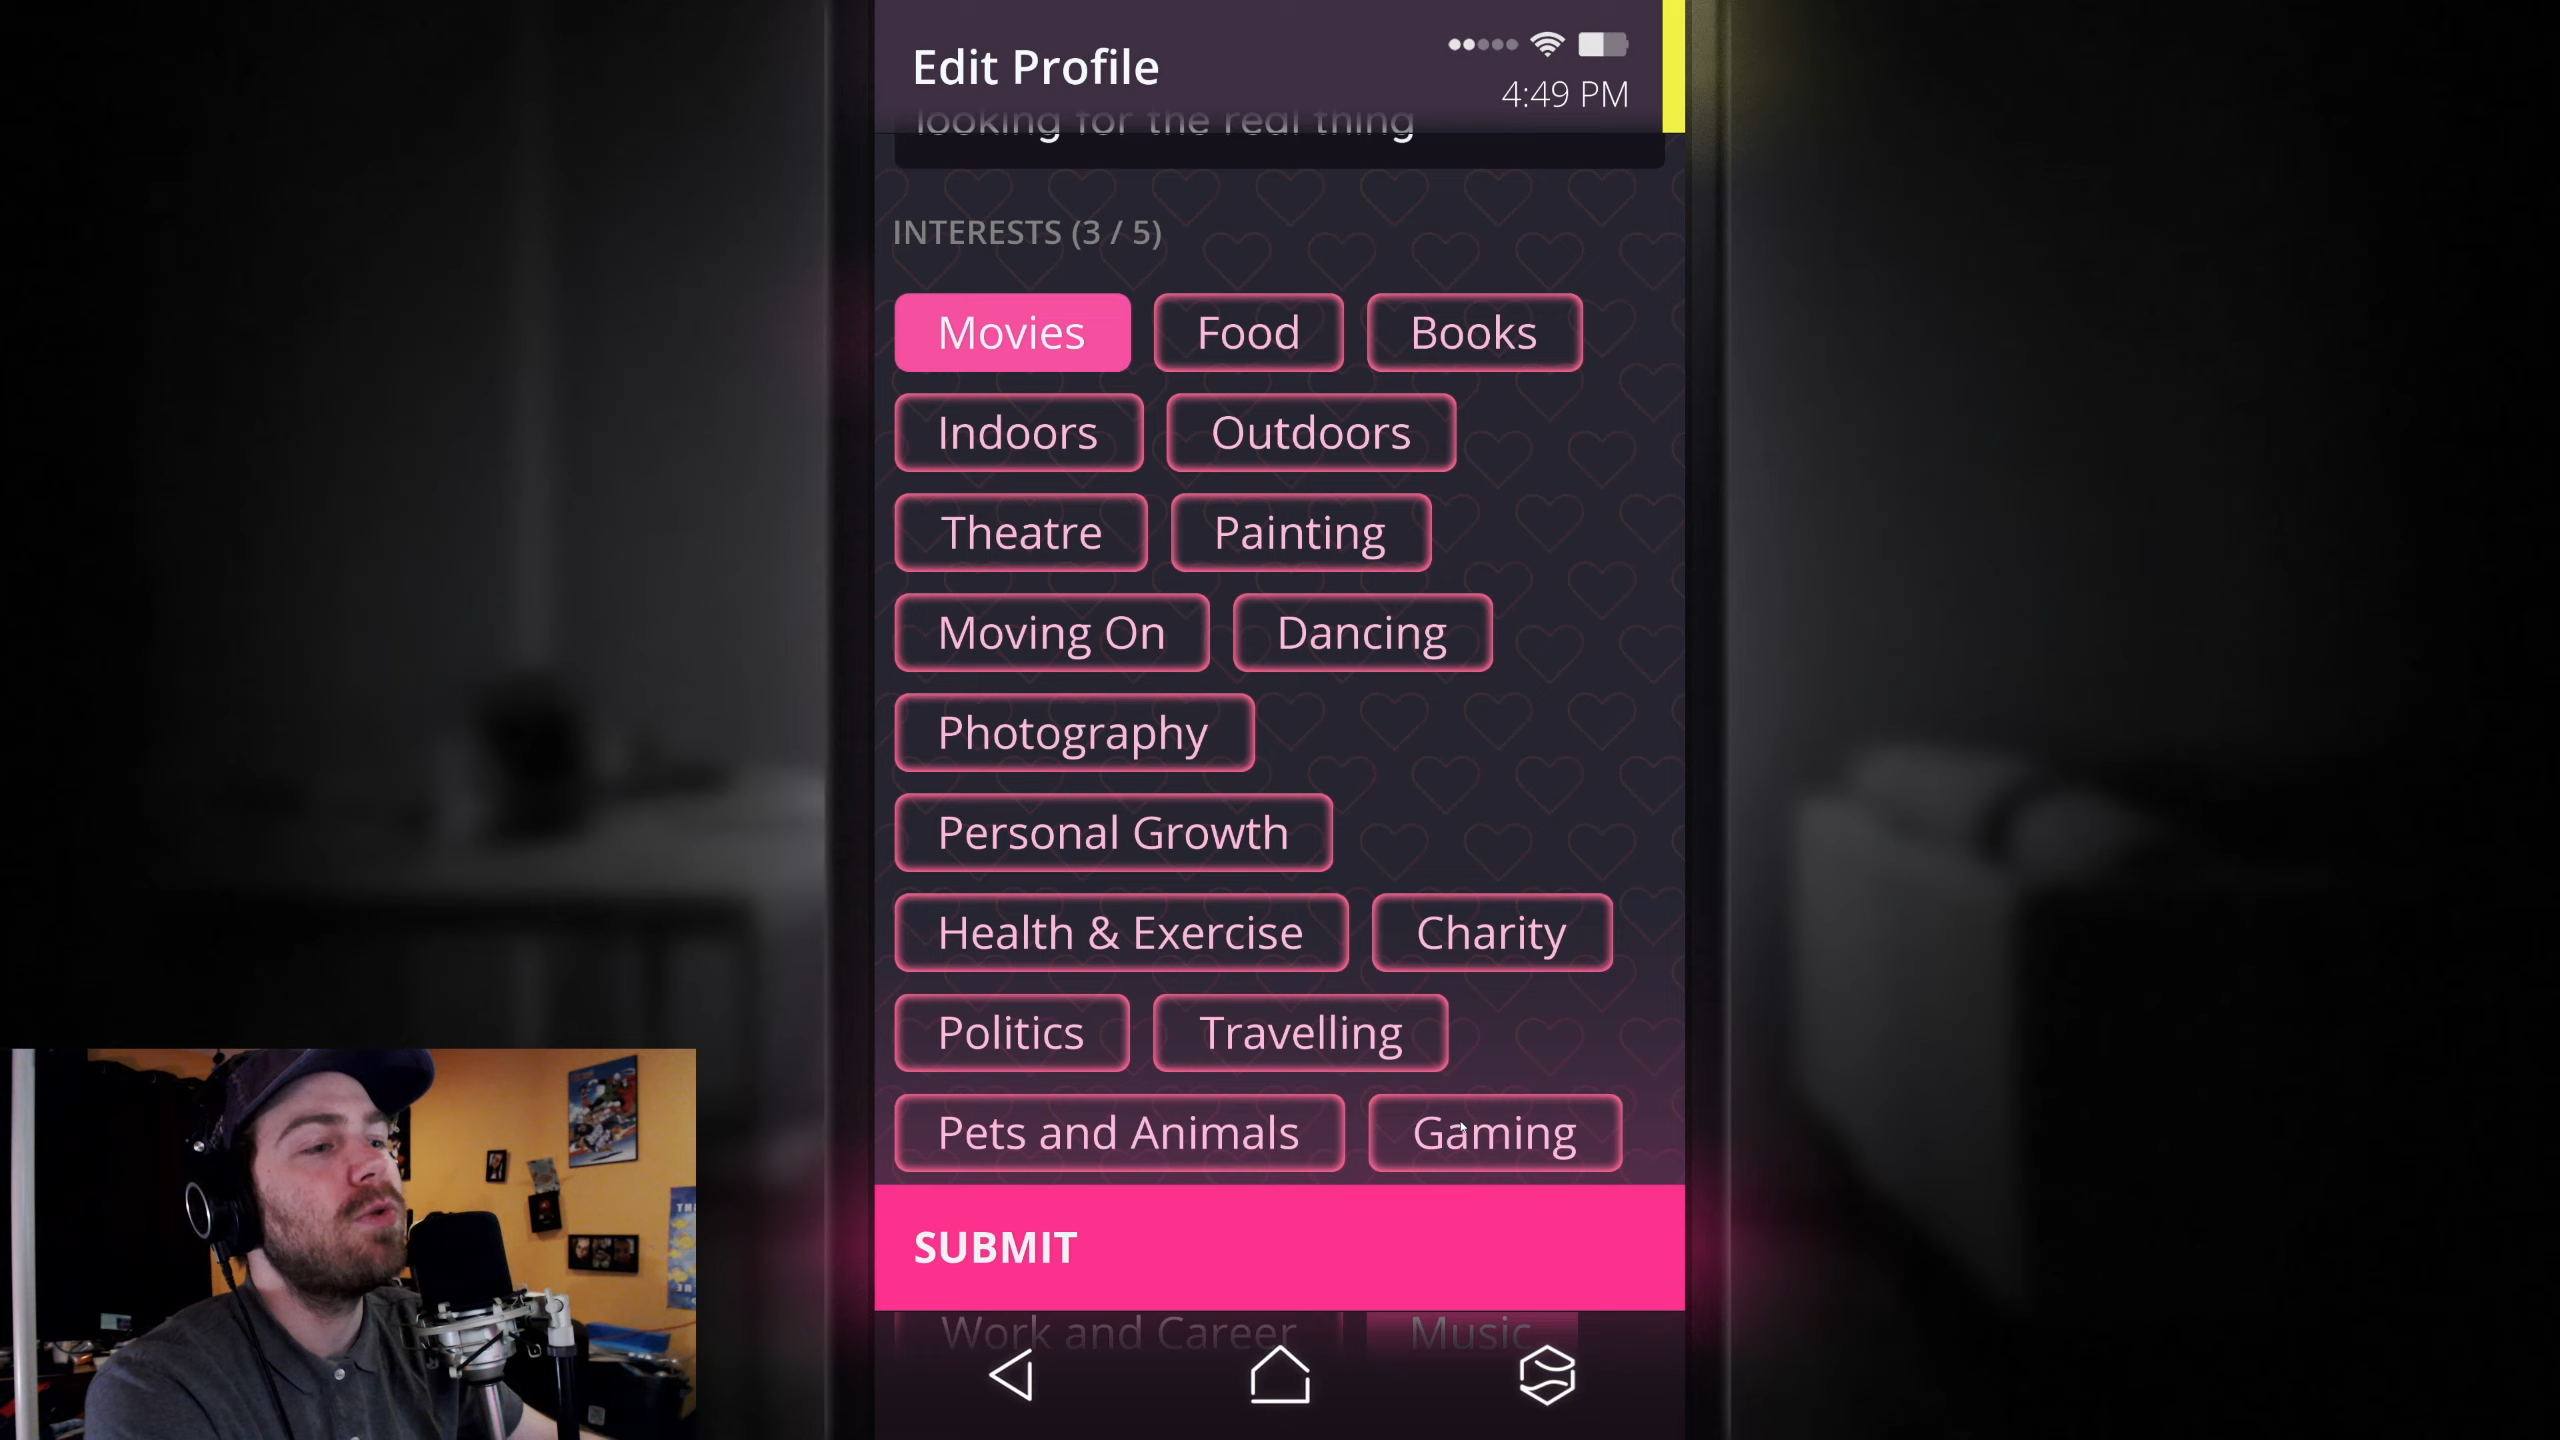 Edit Profile
4:49 PM
looking for the real thing
INTERESTS (3 / 5)
Movies Food Books
Indoors Outdoors
Theatre Painting
Moving On Dancing
Photography
Personal Growth
Health & Exercise Charity
Politics Travelling
Pets and Animals Gaming
SUBMIT
Work and Career Music